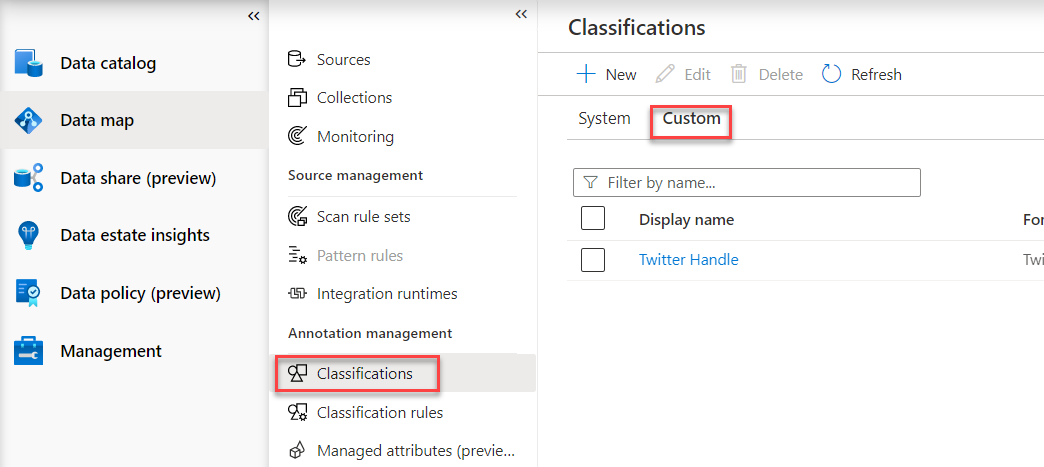 Data catalog
Data map
Data share (preview)
Data estate insights
Data policy (preview)
Management
Sources
Collections
Monitoring
Source management
Scan rule sets
Pattern rules
Integration runtimes
Annotation management
Classifications
Classification rules
Managed attributes (previe...
Classifications
New Edit Delete Refresh
System Custom
Filter by name...
Display name For
Twitter Handle Twi